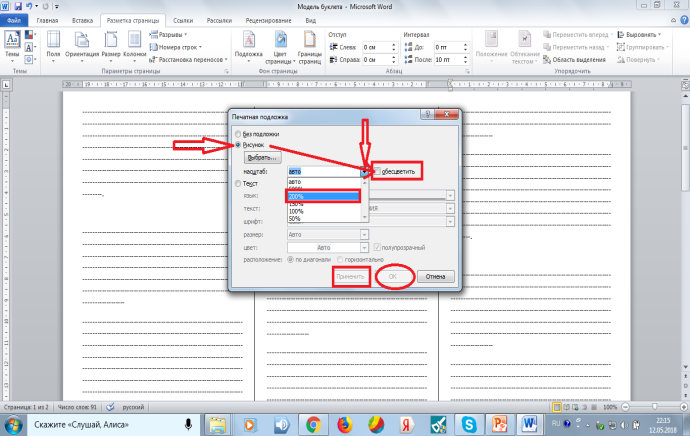 Модель буклета - Microsoft Word
Файл Главная Вставка Разметка страницы Ссылки Рассылки Рецензирование Вид
Темы
Поля Ориентация Размер Колонки
Разрывы
Номера строк
Расстановка переносов
Параметры страницы
Подложка Цвет страницы Границы страниц
Фон страницы
Отступ Интервал
Слева: 0 см До: 0 пт
Справа: 0 см После: 10 пт
Абзац
Положение Обтекание текстом
Переместить вперед
Переместить назад
Область выделения
Выровнять
Группировать
Повернуть
Упорядочить
Печатная подложка
Без подложки
Рисунок
Выбрать...
масштаб: авто обесцветить
Текст
авто
200%
150%
100%
50%
язык:
текст:
шрифт:
размер: Авто
цвет: Авто полупрозрачный
расположение: по диагонали горизонтально
Применить ОК Отмена
Страница: 1 из 2 Число слов: 91 русский 100%
Скажите «Слушай, Алиса»
RU 22:15
12.05.2018